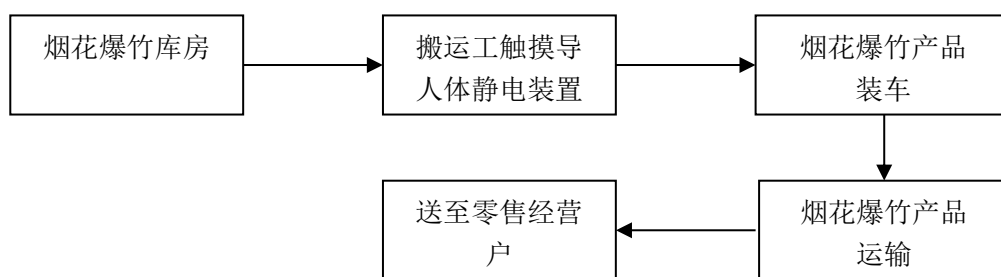 烟花爆竹库房
搬运工触摸导
人体静电装置
烟花爆竹产品
装车
烟花爆竹产品
运输
送至零售经营
户